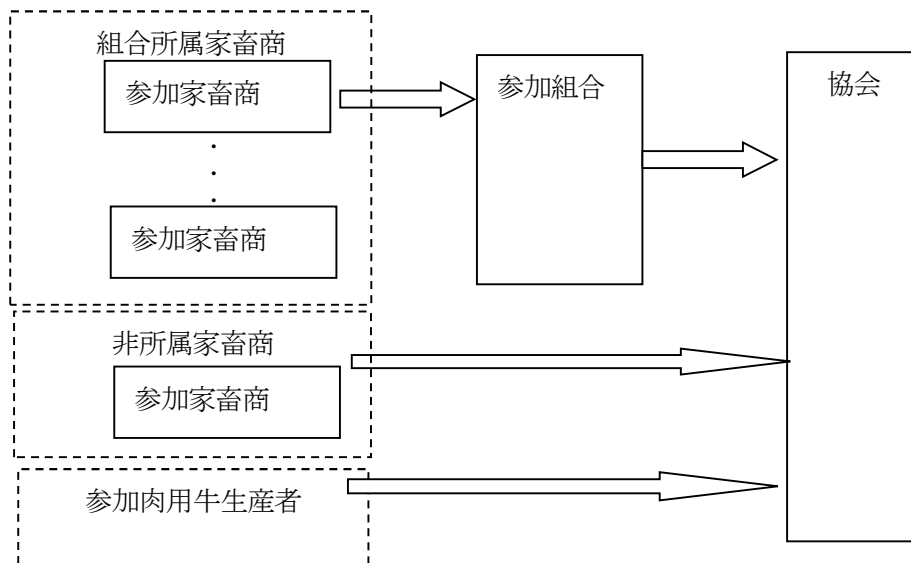 組合所属家畜商
参加家畜商
・
・
・
参加家畜商
参加組合
協会
非所属家畜商
参加家畜商
参加肉用牛生産者